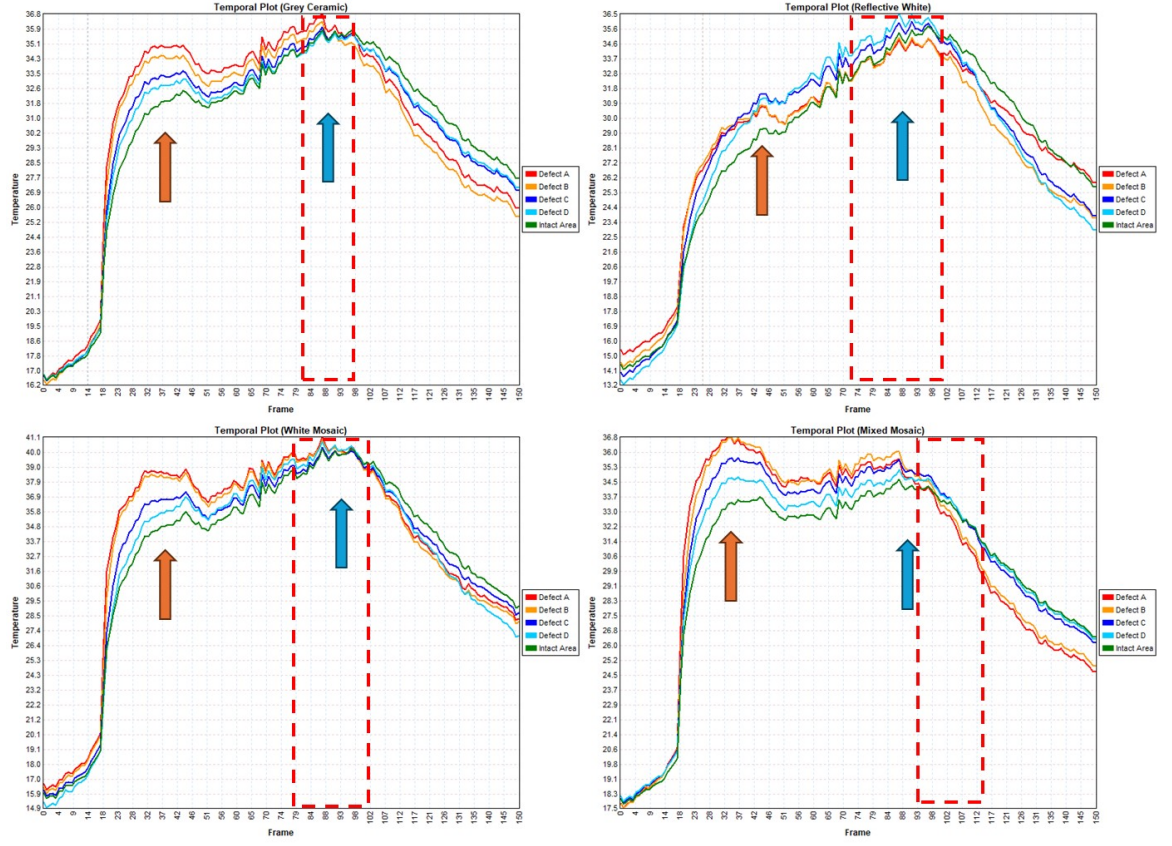 Temporal Plot (Grey Ceramic)
Temperature
36.8
35.9
35.1
34.3
33.5
32.6
31.8
31.0
30.2
29.3
28.5
27.7
26.8
26.0
25.2
24.4
23.6
22.8
21.9
21.1
20.3
19.5
18.6
17.8
17.0
16.2
0 4 9 14 18 23 28 32 37 42 46 51 56 60 65 70 74 79 84 88 93 98 102 107 112 117 121 126 131 135 140 145 150
Frame
Defect A
Defect B
Defect C
Defect D
Intact Area
Temporal Plot (Reflective White)
Temperature
36.5
35.5
34.6
33.7
32.7
31.8
30.9
29.9
29.0
28.1
27.2
26.2
25.3
24.4
23.4
22.5
21.6
20.6
19.7
18.8
17.8
16.9
16.0
15.0
14.1
13.2
0 4 9 14 18 23 28 32 37 42 46 51 56 60 65 70 74 79 84 88 93 98 102 107 112 117 121 126 131 135 140 145 150
Frame
Defect A
Defect B
Defect C
Defect D
Intact Area
Temporal Plot (White Mosaic)
Temperature
41.1
40.0
39.0
37.9
36.9
35.8
34.8
33.7
32.7
31.6
30.6
29.5
28.5
27.4
26.4
25.3
24.3
23.2
22.2
21.2
20.1
19.1
18.0
17.0
15.9
14.9
0 4 9 14 18 23 28 32 37 42 46 51 56 60 65 70 74 79 84 88 93 98 102 107 112 117 121 126 131 135 140 145 150
Frame
Defect A
Defect B
Defect C
Defect D
Intact Area
Temporal Plot (Mixed Mosaic)
Temperature
36.8
36.1
35.3
34.5
33.7
33.0
32.2
31.4
30.6
29.9
29.1
28.3
27.6
26.8
26.0
25.3
24.5
23.7
22.9
22.1
21.4
20.6
19.8
19.1
18.3
17.5
0 4 9 14 18 23 28 32 37 42 46 51 56 60 65 70 74 79 84 88 93 98 102 107 112 117 121 126 131 135 140 145 150
Frame
Defect A
Defect B
Defect C
Defect D
Intact Area